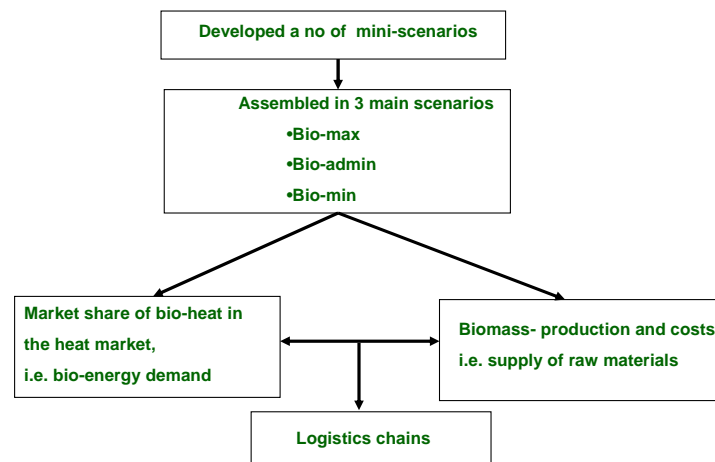 Developed a no of mini-scenarios
Assembled in 3 main scenarios
•Bio-max
•Bio-admin
•Bio-min
Market share of bio-heat in
the heat market,
i.e. bio-energy demand
Biomass- production and costs
i.e. supply of raw materials
Logistics chains